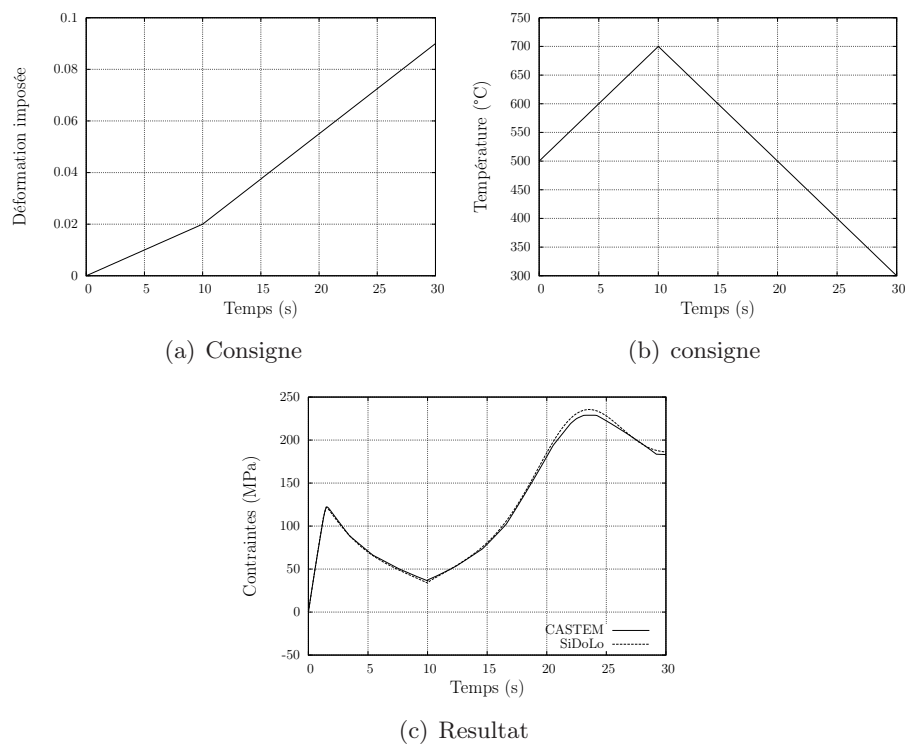 0.1
0.08
0.06
0.04
0.02
0
Déformation imposée
0 5 10 15 20 25 30
Temps (s)
(a) Consigne
750
700
650
600
550
500
450
400
350
300
Température (°C)
0 5 10 15 20 25 30
Temps (s)
(b) consigne
250
200
150
100
50
0
-50
Contraintes (MPa)
CASTEM
SiDoLo
0 5 10 15 20 25 30
Temps (s)
(c) Resultat